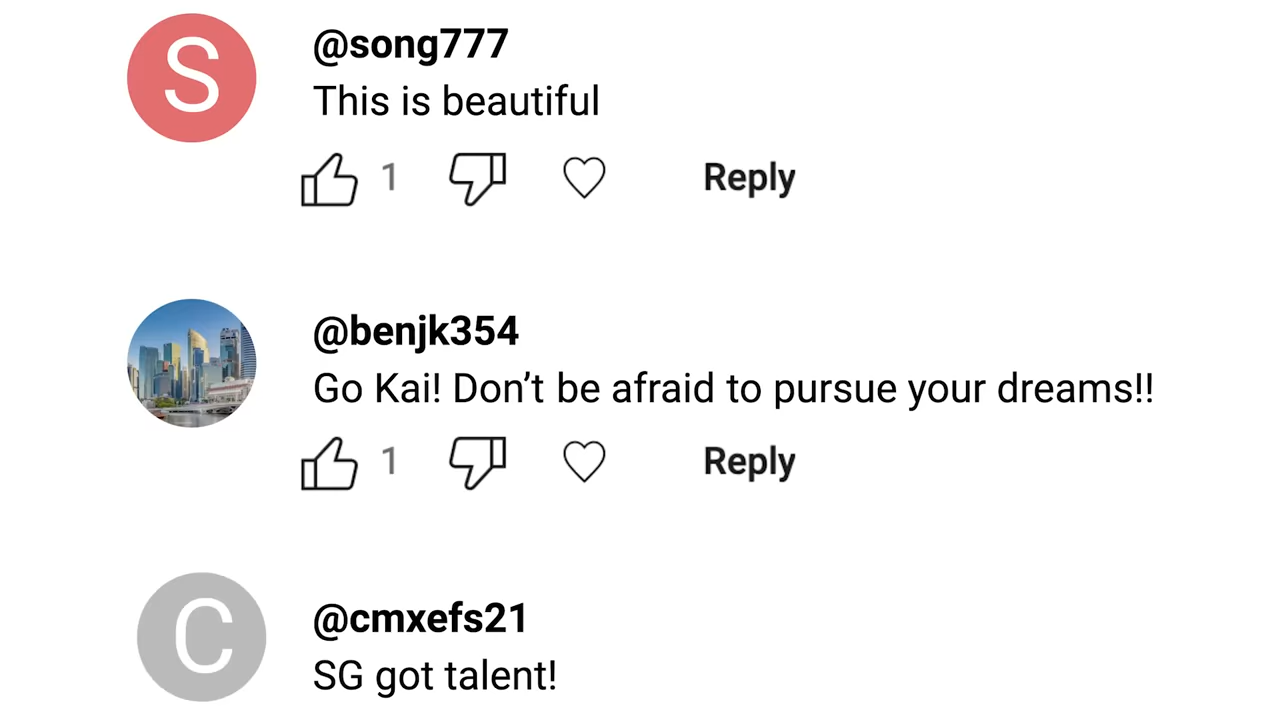 S
@song777
This is beautiful
1 Reply
@benjk354
Go Kai! Don’t be afraid to pursue your dreams!!
1 Reply
C
@cmxefs21
SG got talent!